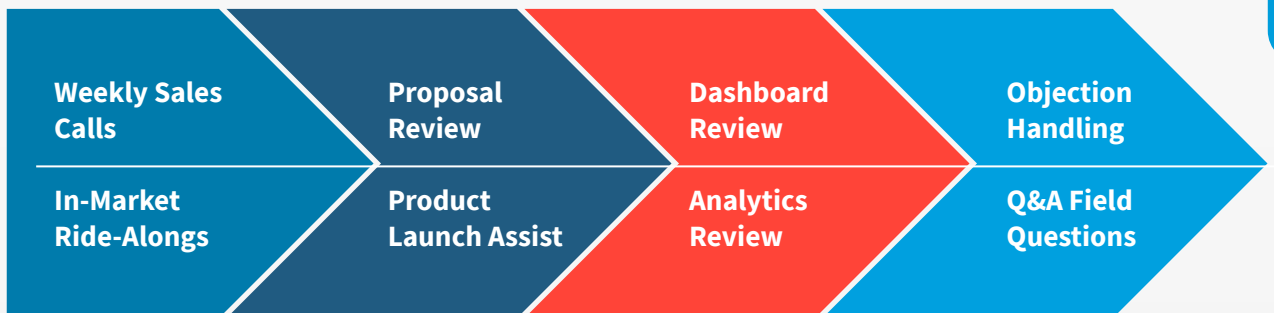 Weekly Sales
Calls
In-Market
Ride-Alongs
Proposal
Review
Product
Launch Assist
Dashboard
Review
Analytics
Review
Objection
Handling
Q&A Field
Questions